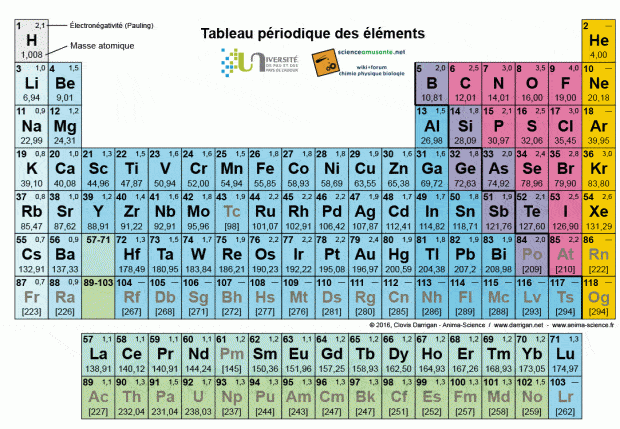 Tableau périodique des éléments
1 2,1 Électronégativité (Pauling) 2 —
H He
Masse atomique
1,008 4,00
UNIVERSITÉ
DE PAU ET DES
PAYS DE L'ADOUR
scienceamusante.net
wiki+forum
chimie physique biologie
3 1,0 4 1,5 5 2,0 6 2,5 7 3,0 8 3,5 9 4,0 10 —
Li Be B C N O F Ne
6,94 9,01 10,81 12,01 14,01 16,00 19,00 20,18
11 0,9 12 1,2 13 1,5 14 1,8 15 2,1 16 2,5 17 3,0 18 —
Na Mg Al Si P S Cl Ar
22,99 24,31 26,98 28,09 30,97 32,06 35,45 39,95
19 0,8 20 1,0 21 1,3 22 1,5 23 1,6 24 1,6 25 1,5 26 1,8 27 1,8 28 1,8 29 1,9 30 1,6 31 1,6 32 1,8 33 2,0 34 2,4 35 2,8 36 3,0
K Ca Sc Ti V Cr Mn Fe Co Ni Cu Zn Ga Ge As Se Br Kr
39,10 40,08 44,96 47,87 50,94 52,00 54,94 55,85 58,93 58,69 63,55 65,38 69,72 72,63 74,92 78,96 79,90 83,80
37 0,8 38 1,0 39 1,2 40 1,4 41 1,6 42 1,8 43 1,9 44 2,2 45 2,2 46 2,2 47 1,9 48 1,7 49 1,7 50 1,8 51 1,9 52 2,1 53 2,5 54 2,6
Rb Sr Y Zr Nb Mo Tc Ru Rh Pd Ag Cd In Sn Sb Te I Xe
85,47 87,62 88,91 91,22 92,91 95,96 [98] 101,07 102,91 106,42 107,87 112,41 114,82 118,71 121,76 127,60 126,90 131,29
55 0,7 56 0,9 57-71 72 1,3 73 1,5 74 1,7 75 1,9 76 2,2 77 2,2 78 2,2 79 2,4 80 1,9 81 1,8 82 1,9 83 1,9 84 2,0 85 2,2 86 —
Cs Ba Hf Ta W Re Os Ir Pt Au Hg Tl Pb Bi Po At Rn
132,91 137,33 178,49 180,95 183,84 186,21 190,23 192,22 195,08 196,97 200,59 204,38 207,2 208,98 [209] [210] [222]
87 0,7 88 0,9 89-103 104 — 105 — 106 — 107 — 108 — 109 — 110 — 111 — 112 — 113 — 114 — 115 — 116 — 117 — 118 —
Fr Ra Rf Db Sg Bh Hs Mt Ds Rg Cn Nh Fl Mc Lv Ts Og
[223] [226] [267] [268] [271] [272] [277] [276] [281] [280] [285] [286] [289] [288] [293] [294] [294]
© 2016, Clovis Darrigan - Anima-Science / www.darrigan.net - www.anima-science.fr
57 1,1 58 1,1 59 1,1 60 1,1 61 1,1 62 1,2 63 1,2 64 1,2 65 1,2 66 1,2 67 1,2 68 1,2 69 1,3 70 1,1 71 1,3
La Ce Pr Nd Pm Sm Eu Gd Tb Dy Ho Er Tm Yb Lu
138,91 140,12 140,91 144,24 [145] 150,36 151,96 157,25 158,93 162,50 164,93 167,26 168,93 173,05 174,97
89 1,1 90 1,3 91 1,5 92 1,7 93 1,3 94 1,3 95 1,3 96 1,3 97 1,3 98 1,3 99 1,3 100 1,3 101 1,3 102 1,5 103 —
Ac Th Pa U Np Pu Am Cm Bk Cf Es Fm Md No Lr
[227] 232,04 231,04 238,03 [237] [244] [243] [247] [247] [251] [252] [257] [258] [259] [262]